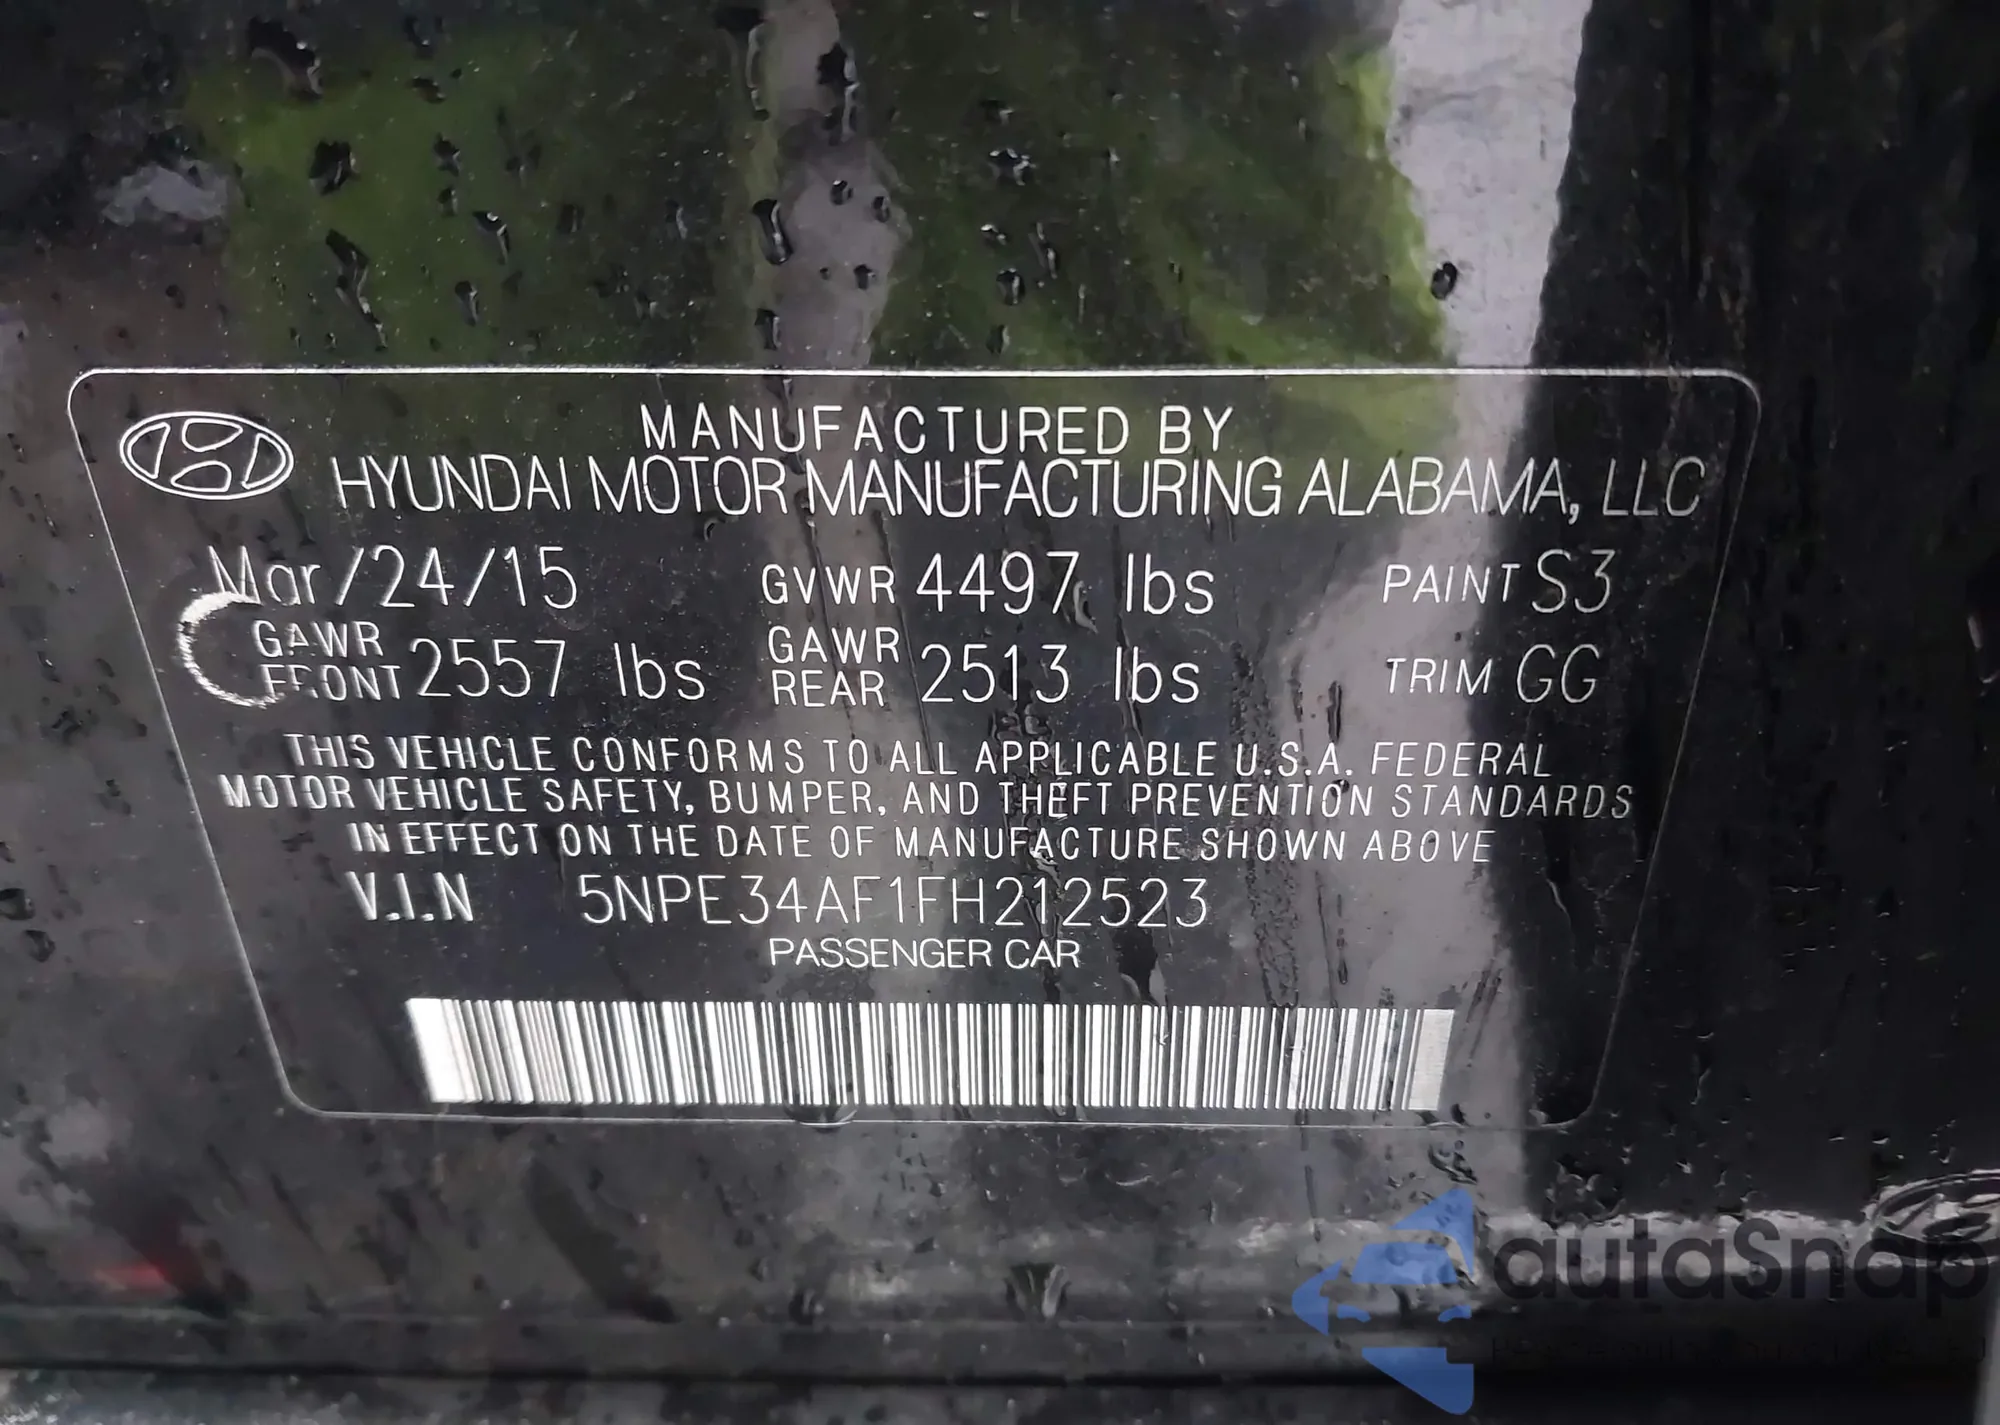 MANUFACTURED BY
HYUNDAI MOTOR MANUFACTURING ALABAMA, LLC
Mar/24/15 GVWR 4497 lbs PAINT S3
GAWR FRONT 2557 lbs GAWR REAR 2513 lbs TRIM GG
THIS VEHICLE CONFORMS TO ALL APPLICABLE U.S.A. FEDERAL
MOTOR VEHICLE SAFETY, BUMPER, AND THEFT PREVENTION STANDARDS
IN EFFECT ON THE DATE OF MANUFACTURE SHOWN ABOVE
V.I.N 5NPE34AF1FH212523
PASSENGER CAR
autaSnap